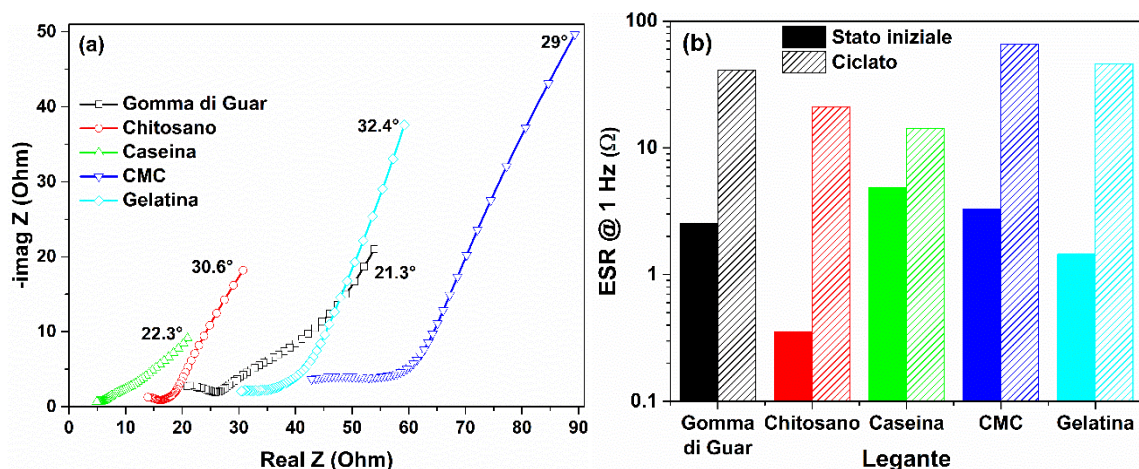 (a)
50
40
30
20
10
0
-imag Z (Ohm)
Gomma di Guar
Chitosano
Caseina
CMC
Gelatina
29°
32.4°
30.6°
21.3°
22.3°
0 10 20 30 40 50 60 70 80 90
Real Z (Ohm)
(b)
Stato iniziale
Ciclato
100
10
1
0.1
ESR @ 1 Hz (Ω)
Gomma di Guar
Chitosano
Caseina
CMC
Gelatina
Legante